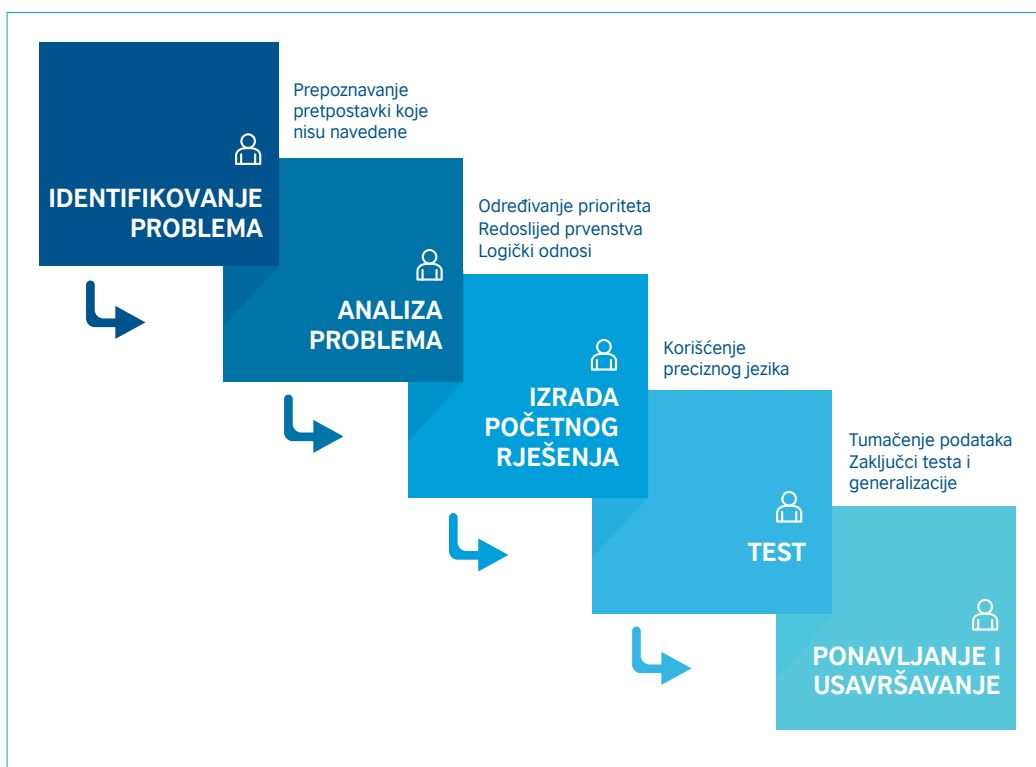 IDENTIFIKOVANJE
PROBLEMA
Prepoznavanje
pretpostavki koje
nisu navedene
ANALIZA
PROBLEMA
Određivanje prioriteta
Redoslijed prvenstva
Logički odnosi
IZRADA
POČETNOG
RJEŠENJA
Korišćenje
preciznog jezika
TEST
Tumačenje podataka
Zaključci testa i
generalizacije
PONAVLJANJE I
USAVRŠAVANJE